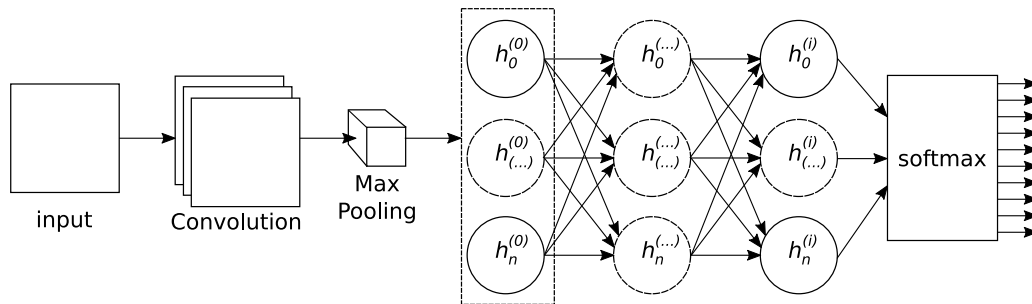 input
Convolution
Max
Pooling
h_0^(0)
h_(...)^(0)
h_n^(0)
h_0^(...)
h_(...)^(...)
h_n^(...)
h_0^(i)
h_(...)^(i)
h_n^(i)
softmax